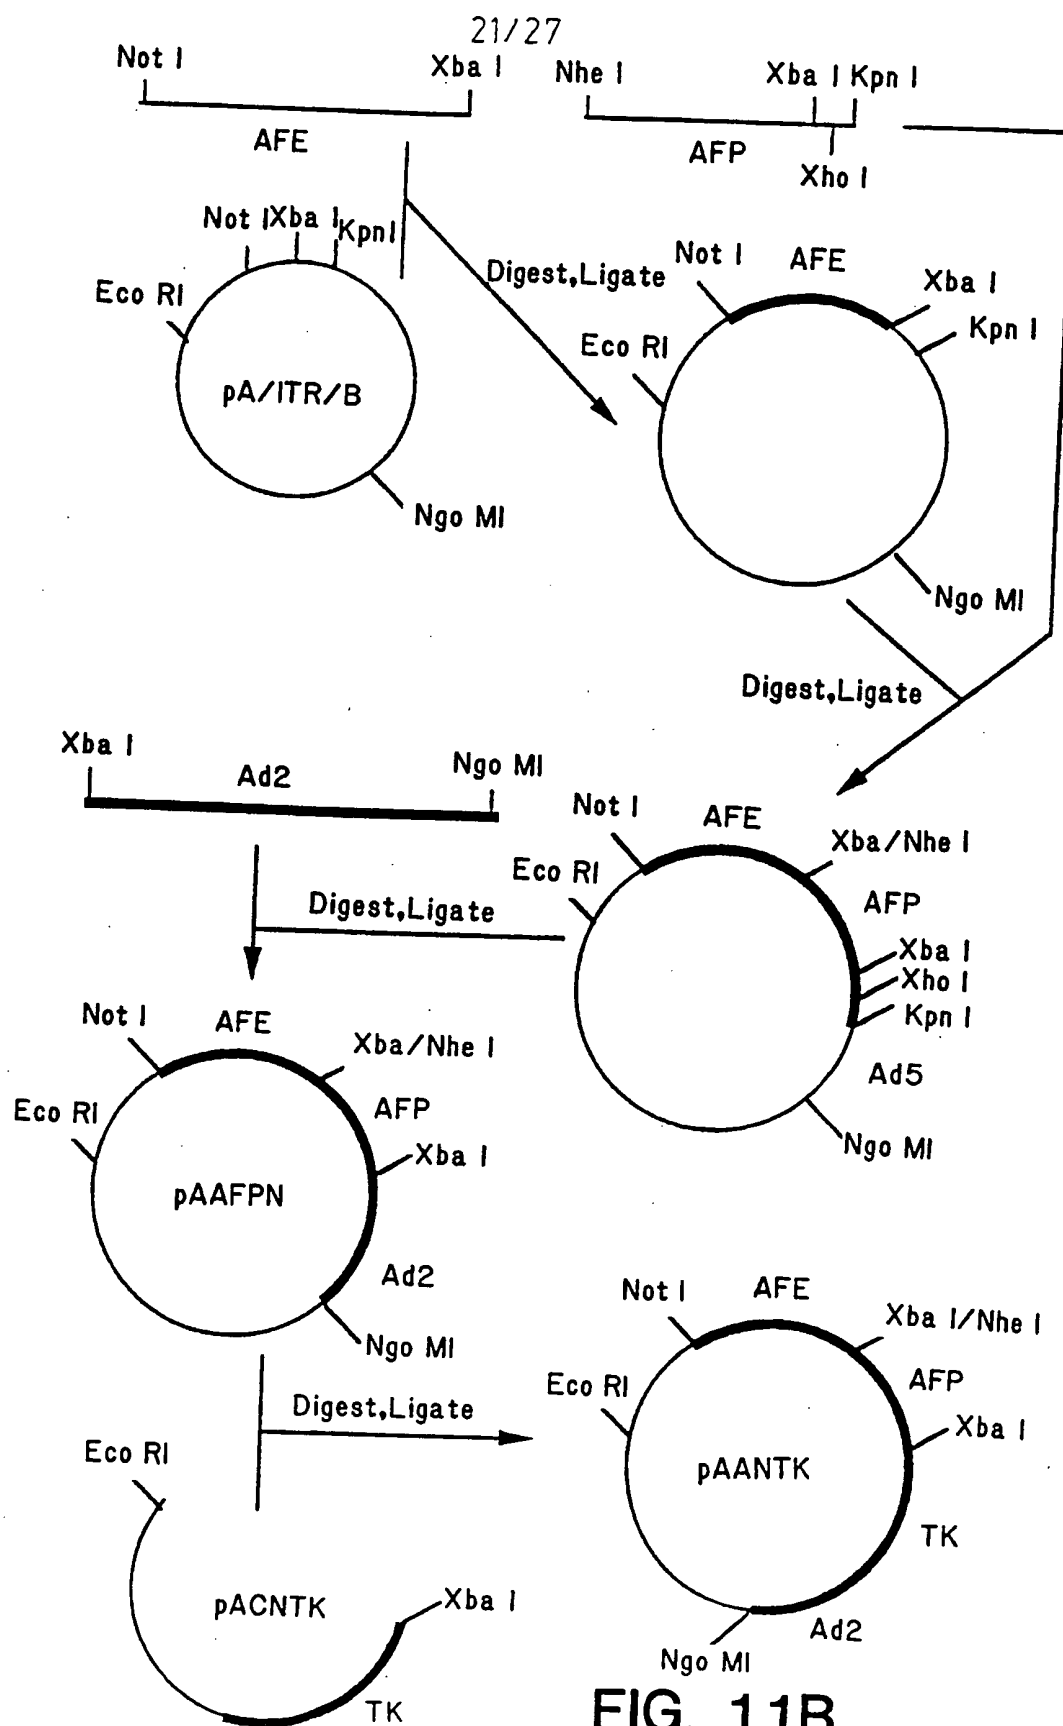 21/27
Not I
Xba I
Nhe I
Xba I
Kpn I
AFE
AFP
Xho I
Not I
Xba I
Kpn I
Eco RI
pA/ITR/B
Ngo MI
Digest,Ligate
Not I
AFE
Xba I
Kpn I
Eco RI
Ngo MI
Digest,Ligate
Xba I
Ad2
Ngo MI
Digest,Ligate
Not I
AFE
Xba/Nhe I
Eco RI
AFP
Xba I
Xho I
Kpn I
Ad5
Ngo MI
Not I
AFE
Xba/Nhe I
Eco RI
AFP
Xba I
pAAFPN
Ad2
Ngo MI
Digest,Ligate
Not I
AFE
Xba I/Nhe I
Eco RI
AFP
Xba I
pAANTK
TK
Ad2
Ngo MI
Eco RI
pACNTK
Xba I
TK
FIG. 11B